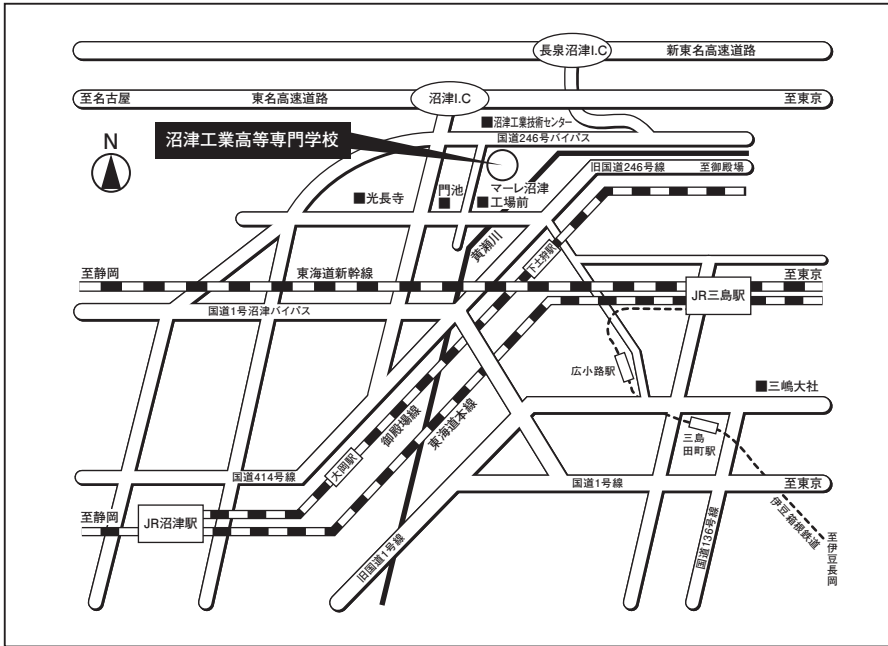 長泉沼津I.C
新東名高速道路
至名古屋
東名高速道路
沼津I.C
至東京
■沼津工業技術センター
国道246号バイパス
N
沼津工業高等専門学校
旧国道246号線
至御殿場
■光長寺
門池
■
マーレ沼津
■工場前
黄瀬川
下土狩駅
至静岡
東海道新幹線
至東京
JR三島駅
国道1号沼津バイパス
広小路駅
■三嶋大社
御殿場線
東海道本線
三島
田町駅
国道414号線
大岡駅
国道1号線
至東京
至静岡
JR沼津駅
旧国道1号線
国道136号線
伊豆箱根鉄道
至伊豆長岡